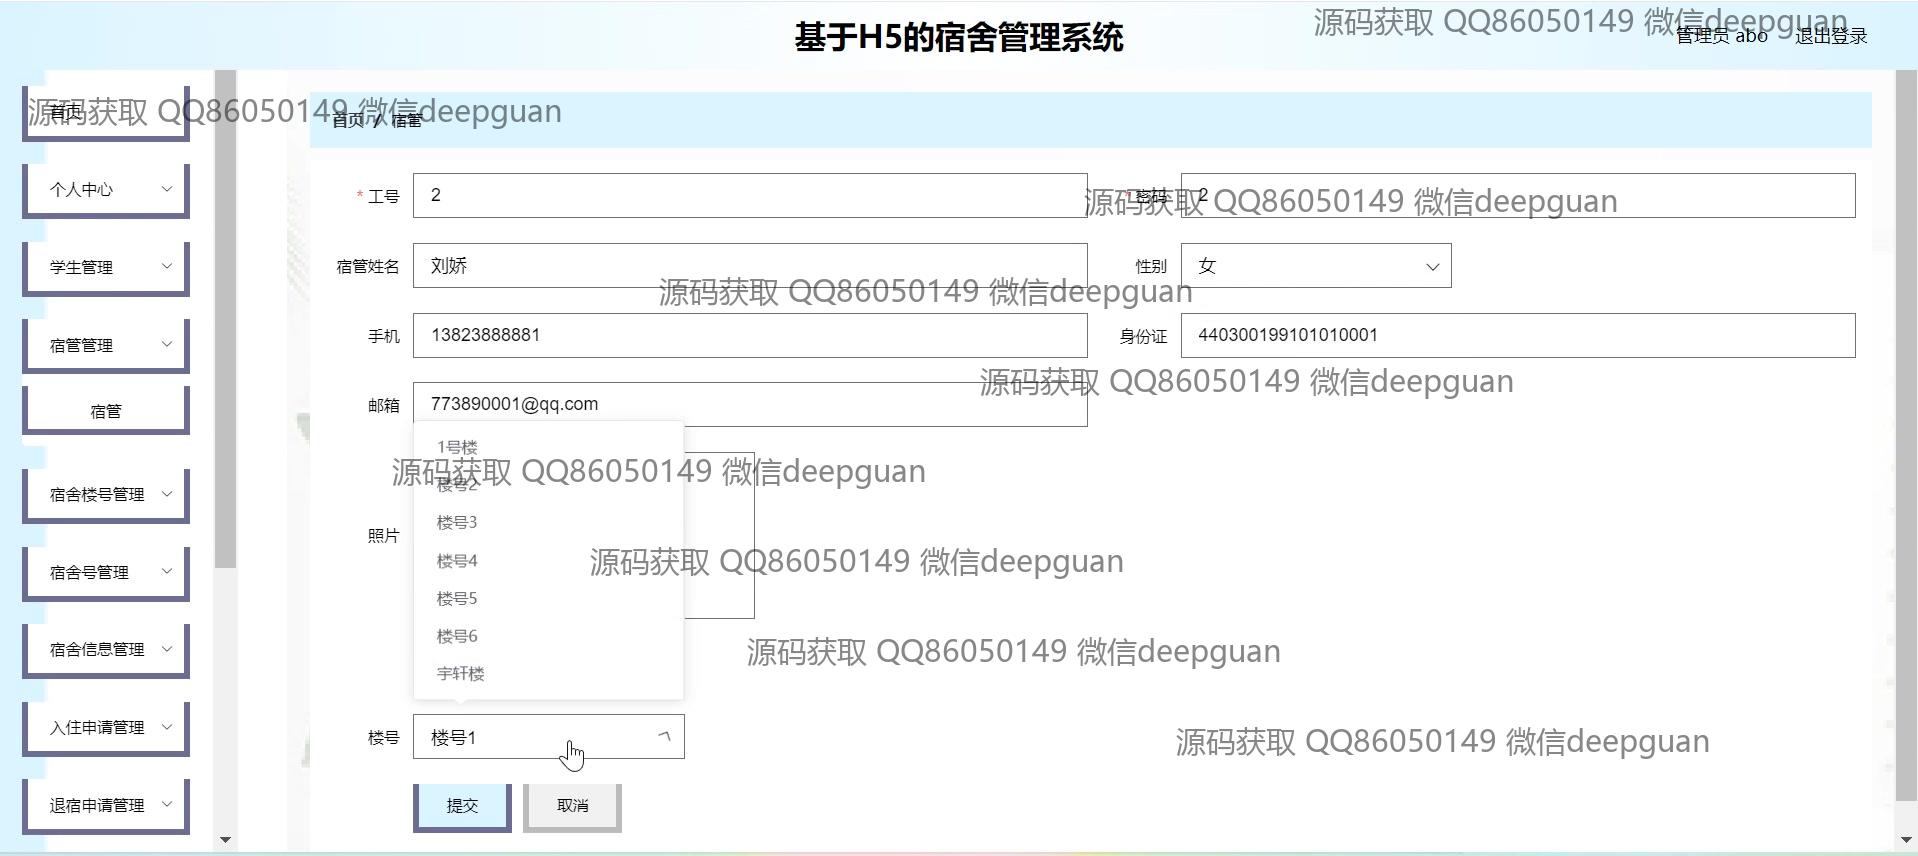 基于H5的宿舍管理系统
源码获取 QQ86050149 微信deepguan
管理员 abo 退出登录
首页
源码获取 QQ86050149 微信deepguan
首页 / 宿管
个人中心
* 工号 2
* 密码 2
源码获取 QQ86050149 微信deepguan
学生管理
宿管姓名 刘娇
性别 女
源码获取 QQ86050149 微信deepguan
宿管管理
手机 13823888881
身份证 440300199101010001
源码获取 QQ86050149 微信deepguan
宿管
邮箱 773890001@qq.com
1号楼
源码获取 QQ86050149 微信deepguan
楼号2
宿舍楼号管理
楼号3
照片
楼号4
源码获取 QQ86050149 微信deepguan
宿舍号管理
楼号5
楼号6
宿舍信息管理
源码获取 QQ86050149 微信deepguan
宇轩楼
入住申请管理
楼号 楼号1
源码获取 QQ86050149 微信deepguan
退宿申请管理
提交 取消